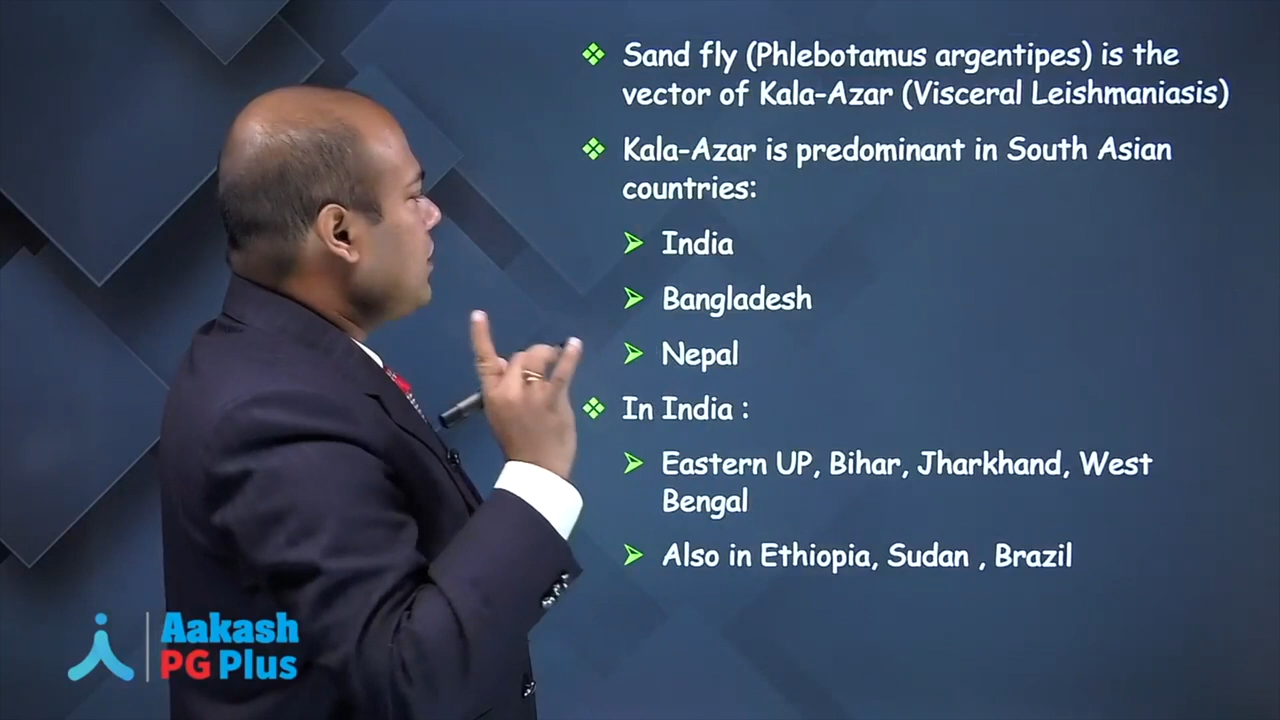 Sand fly (Phlebotamus argentipes) is the
vector of Kala-Azar (Visceral Leishmaniasis)
Kala-Azar is predominant in South Asian
countries:
India
Bangladesh
Nepal
In India :
Eastern UP, Bihar, Jharkhand, West
Bengal
Also in Ethiopia, Sudan , Brazil
Aakash
PG Plus